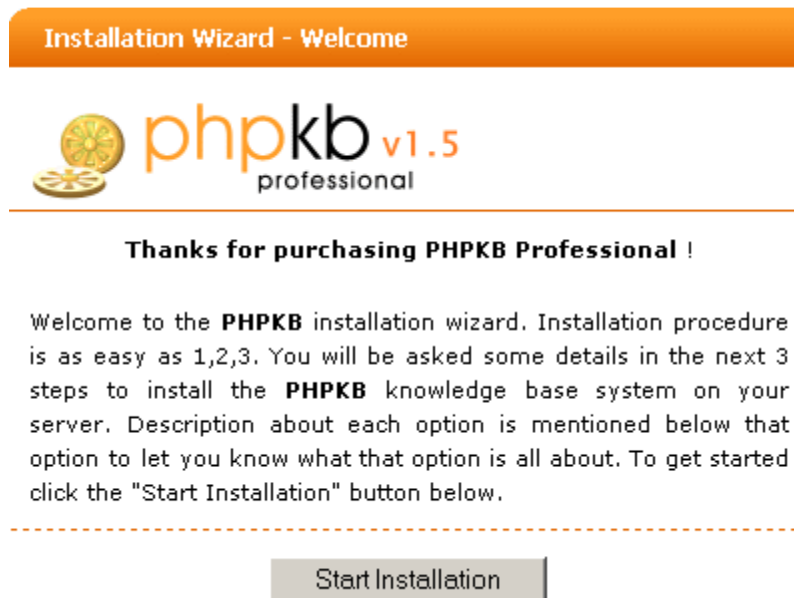 Installation Wizard - Welcome
phpkb v1.5
professional
Thanks for purchasing PHPKB Professional !
Welcome to the PHPKB installation wizard. Installation procedure
is as easy as 1,2,3. You will be asked some details in the next 3
steps to install the PHPKB knowledge base system on your
server. Description about each option is mentioned below that
option to let you know what that option is all about. To get started
click the "Start Installation" button below.
Start Installation